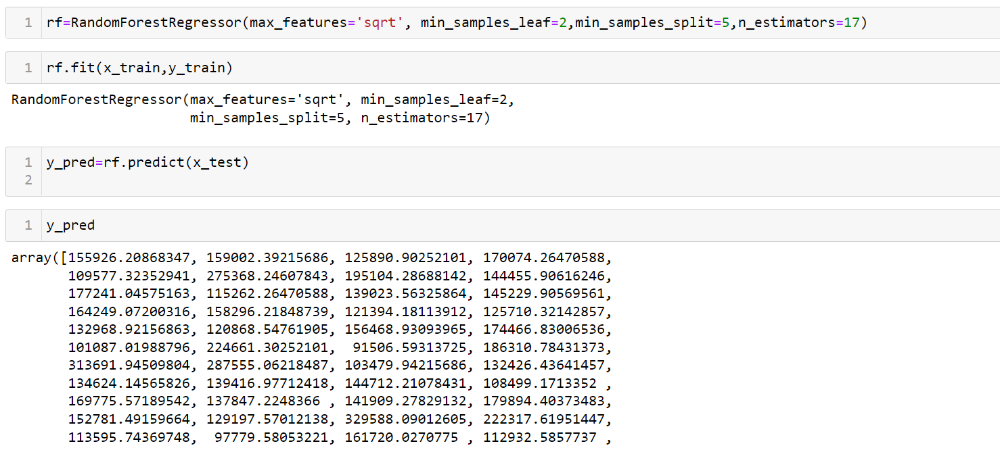 1 rf=RandomForestRegressor(max_features='sqrt', min_samples_leaf=2,min_samples_split=5,n_estimators=17)
1 rf.fit(x_train,y_train)
RandomForestRegressor(max_features='sqrt', min_samples_leaf=2,
                      min_samples_split=5, n_estimators=17)
1 y_pred=rf.predict(x_test)
2
1 y_pred
array([155926.20868347, 159002.39215686, 125890.90252101, 170074.26470588,
       109577.32352941, 275368.24607843, 195104.28688142, 144455.90616246,
       177241.04575163, 115262.26470588, 139023.56325864, 145229.90569561,
       164249.07200316, 158296.21848739, 121394.18113912, 125710.32142857,
       132968.92156863, 120868.54761905, 156468.93093965, 174466.83006536,
       101087.01988796, 224661.30252101,  91506.59313725, 186310.78431373,
       313691.94509804, 287555.06218487, 103479.94215686, 132426.43641457,
       134624.14565826, 139416.97712418, 144712.21078431, 108499.1713352 ,
       169775.57189542, 137847.2248366 , 141909.27829132, 179894.40373483,
       152781.49159664, 129197.57012138, 329588.09012605, 222317.61951447,
       113595.74369748,  97779.58053221, 161720.0270775 , 112932.5857737 ,